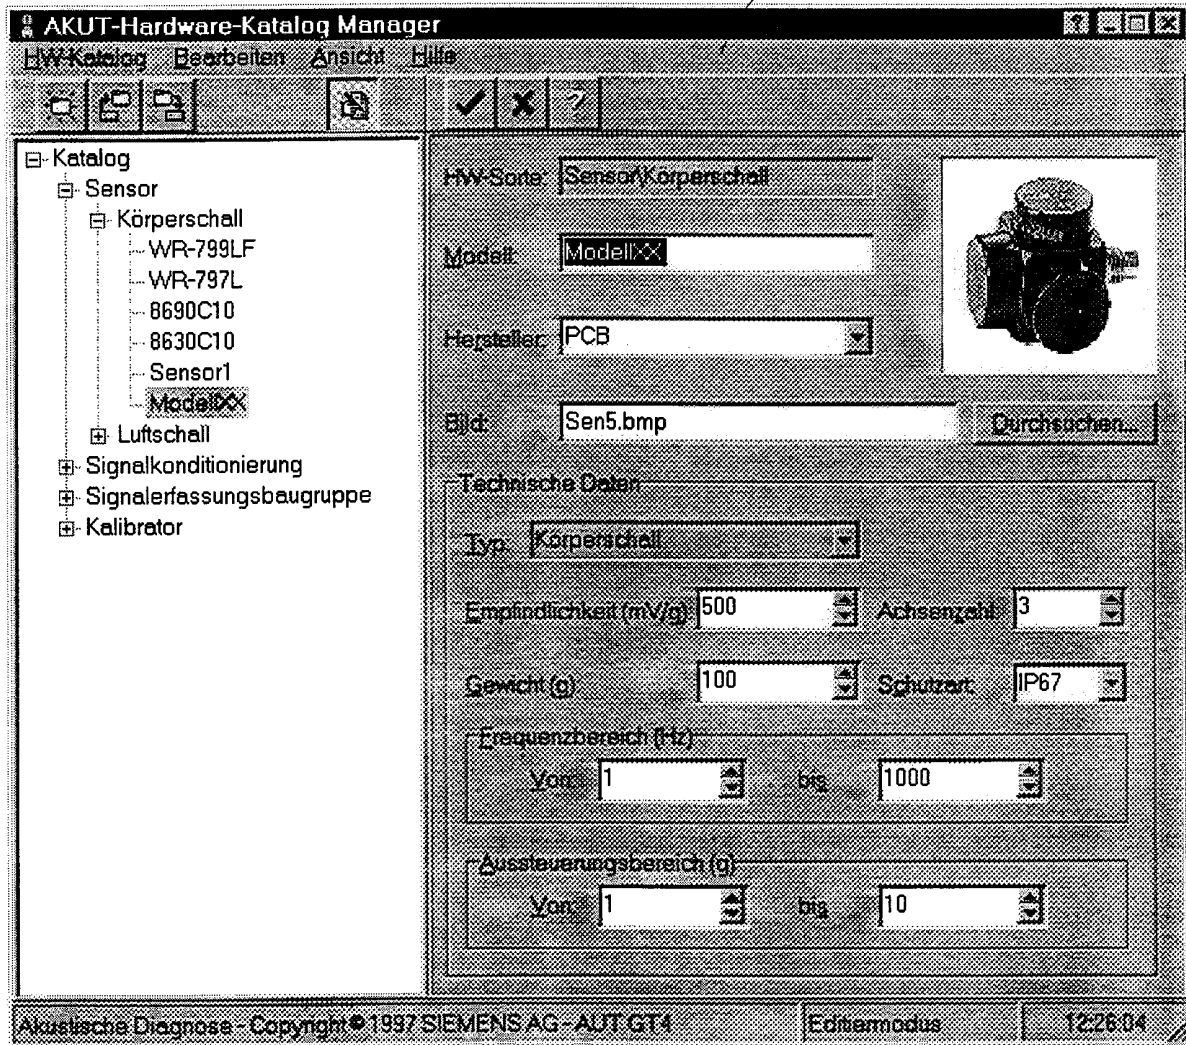 AKUT-Hardware-Katalog Manager
HW-Katalog Bearbeiten Ansicht Hilfe
Katalog
Sensor
Körperschall
WR-799LF
WR-797L
8690C10
8630C10
Sensor1
ModellXX
Luftschall
Signalkonditionierung
Signalerfassungsbaugruppe
Kalibrator
HW-Sorte: Sensor\Körperschall
Modell: ModellXX
Hersteller: PCB
Bild: Sen5.bmp Durchsuchen...
Technische Daten
Typ: Körperschall
Empfindlichkeit (mV/g) 500 Achsenzahl: 3
Gewicht (g) 100 Schutzart: IP67
Frequenzbereich (Hz)
Von: 1 bis 1000
Aussteuerungsbereich (g)
Von: 1 bis 10
Akustische Diagnose - Copyright © 1997 SIEMENS AG - AUT GT4 Editiermodus 12:26:04